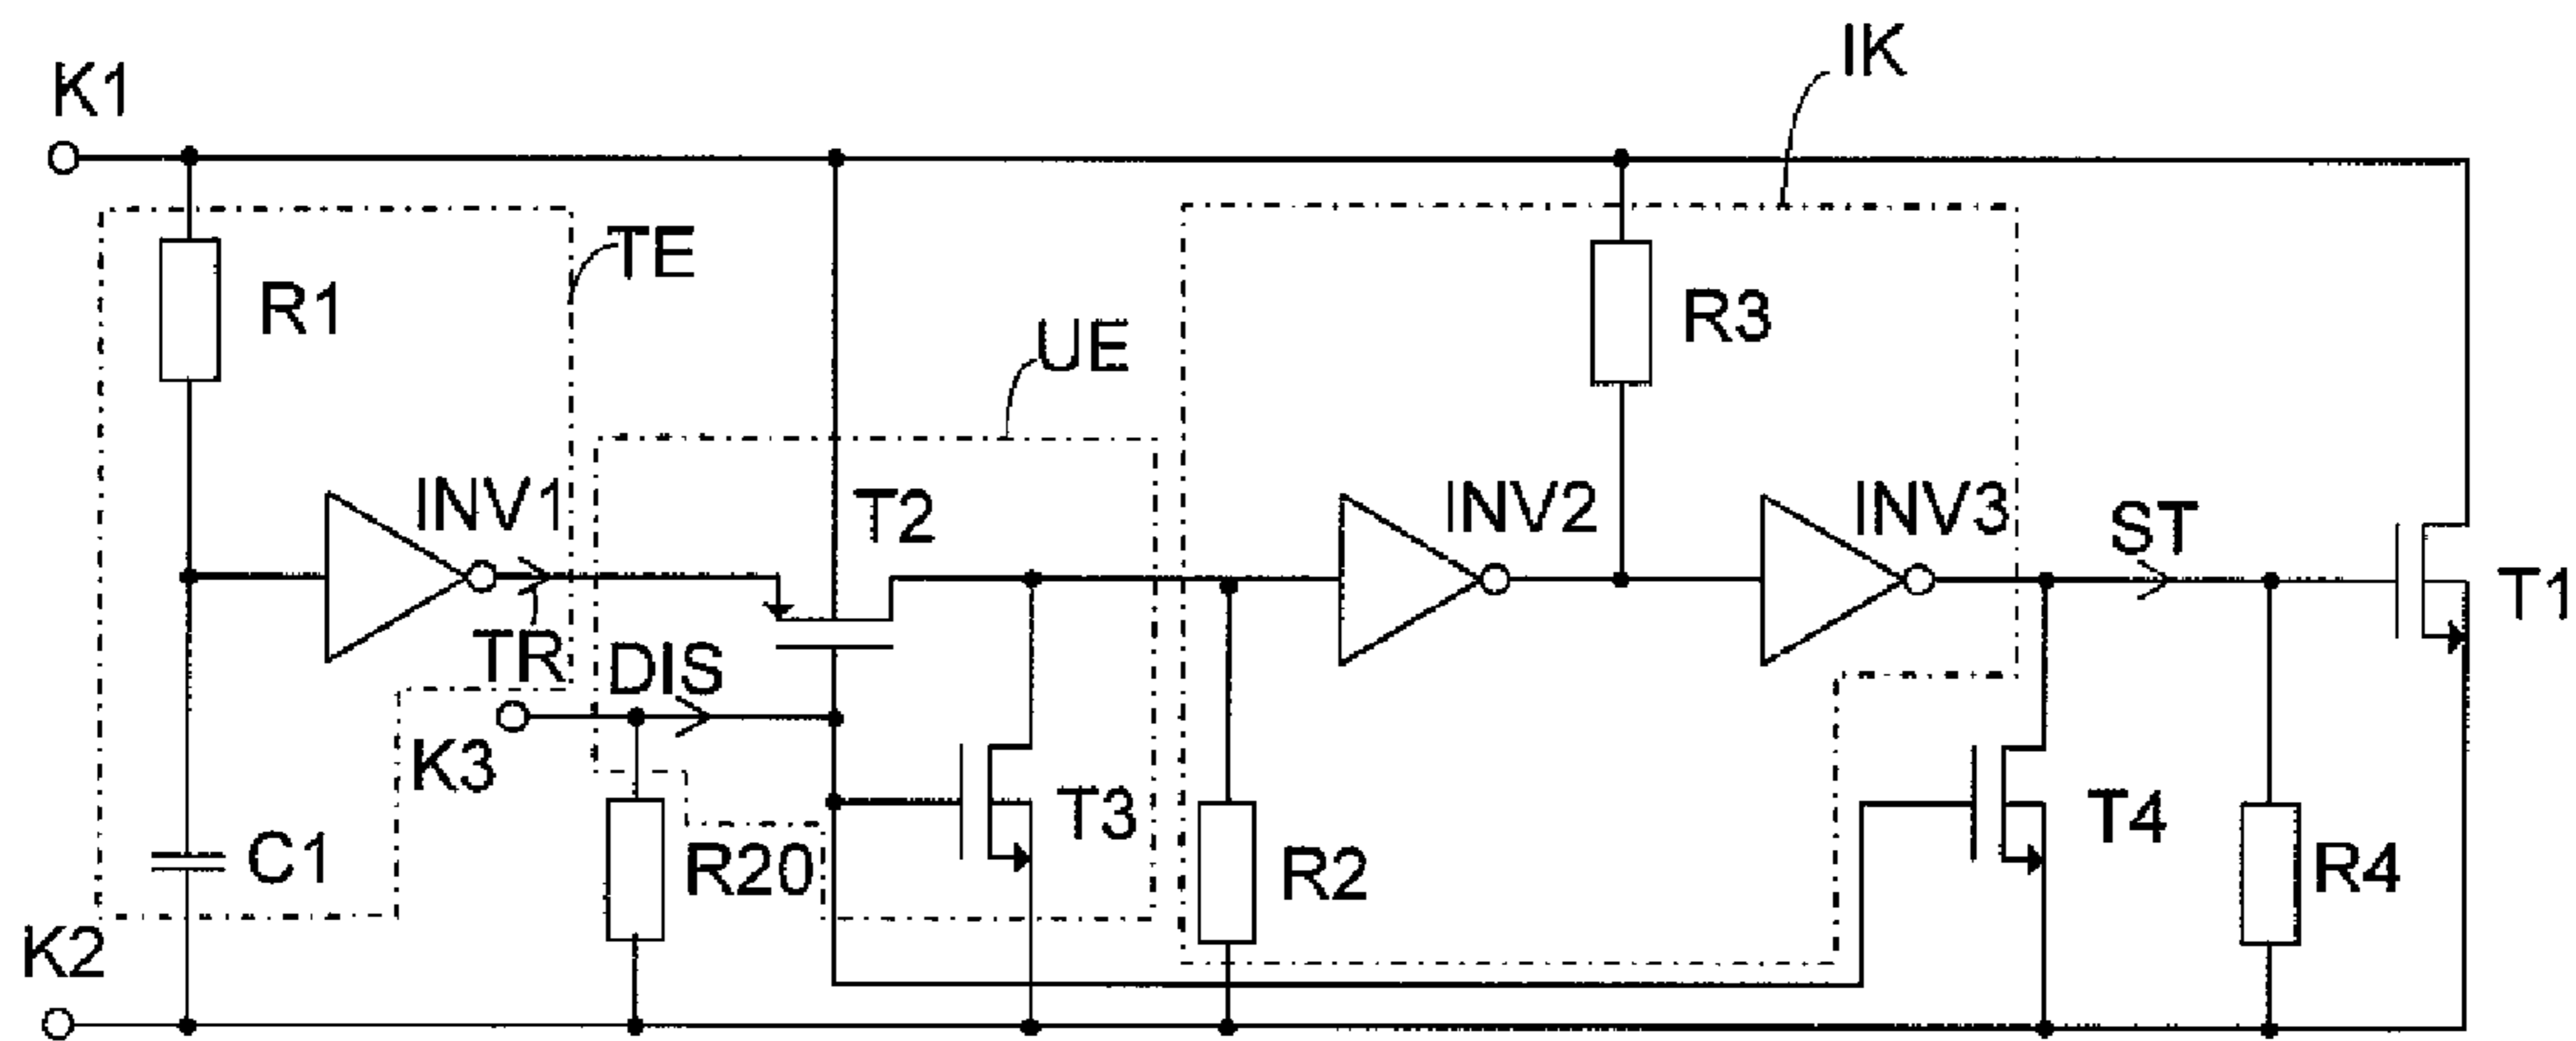 IK
K1
TE
R1
R3
UE
INV1
T2
INV2
INV3
ST
T1
TR
DIS
K3
T3
T4
C1
R20
R2
R4
K2